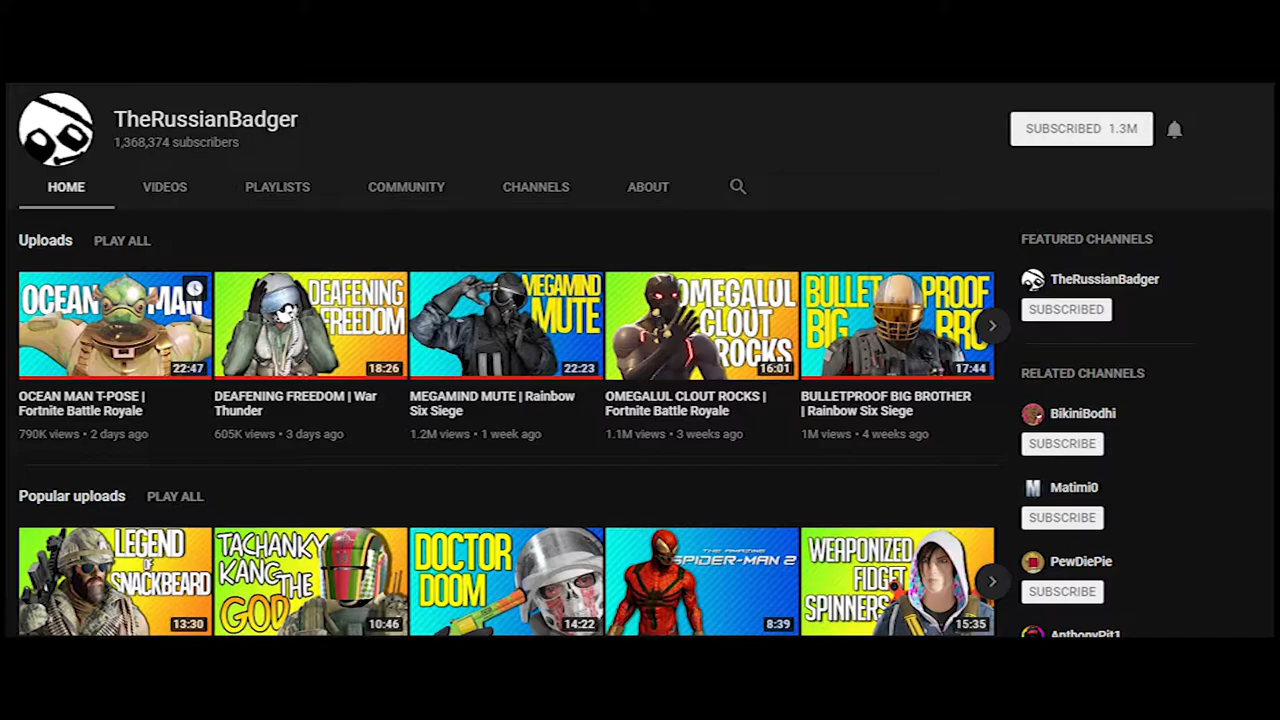 TheRussianBadger
1,368,374 subscribers
SUBSCRIBED 1.3M
HOME VIDEOS PLAYLISTS COMMUNITY CHANNELS ABOUT
Uploads PLAY ALL
OCEAN MAN
22:47
DEAFENING
FREEDOM
18:26
MEGAMIND
MUTE
22:23
OMEGALUL
CLOUT
ROCKS
16:01
BULLET PROOF
BIG BRO
17:44
OCEAN MAN T-POSE |
Fortnite Battle Royale
790K views • 2 days ago
DEAFENING FREEDOM | War
Thunder
605K views • 3 days ago
MEGAMIND MUTE | Rainbow
Six Siege
1.2M views • 1 week ago
OMEGALUL CLOUT ROCKS |
Fortnite Battle Royale
1.1M views • 3 weeks ago
BULLETPROOF BIG BROTHER
| Rainbow Six Siege
1M views • 4 weeks ago
Popular uploads PLAY ALL
LEGEND
OF
SNACKBEARD
13:30
TACHANKY
KANG THE
GOD
10:46
DOCTOR
DOOM
14:22
THE AMAZING
SPIDER-MAN 2
8:39
WEAPONIZED
FIDGET
SPINNERS
15:35
FEATURED CHANNELS
TheRussianBadger
SUBSCRIBED
RELATED CHANNELS
BikiniBodhi
SUBSCRIBE
Matimi0
SUBSCRIBE
PewDiePie
SUBSCRIBE
AnthonyPit1